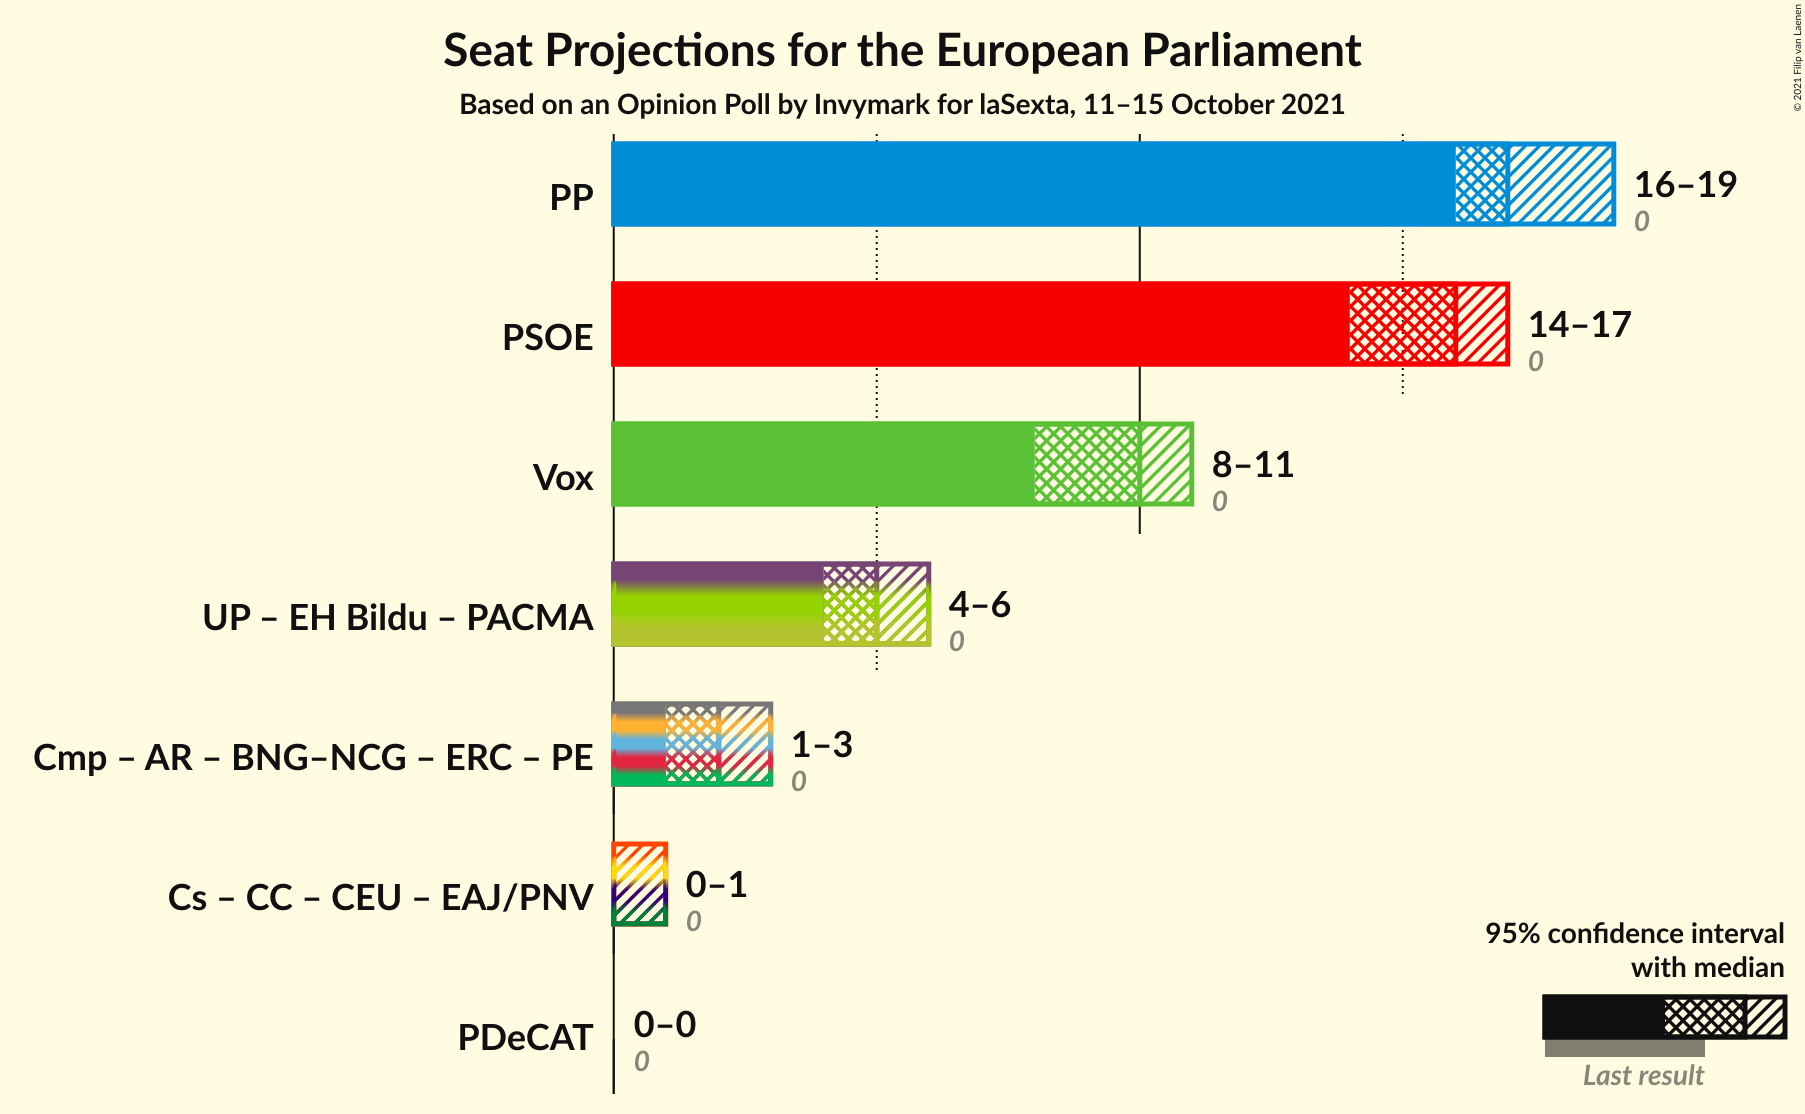 Seat Projections for the European Parliament
Based on an Opinion Poll by Invymark for laSexta, 11–15 October 2021
© 2021 Filip van Laenen
PP
16–19
0
PSOE
14–17
0
Vox
8–11
0
UP – EH Bildu – PACMA
4–6
0
Cmp – AR – BNG–NCG – ERC – PE
1–3
0
Cs – CC – CEU – EAJ/PNV
0–1
0
PDeCAT
0–0
0
95% confidence interval
with median
Last result